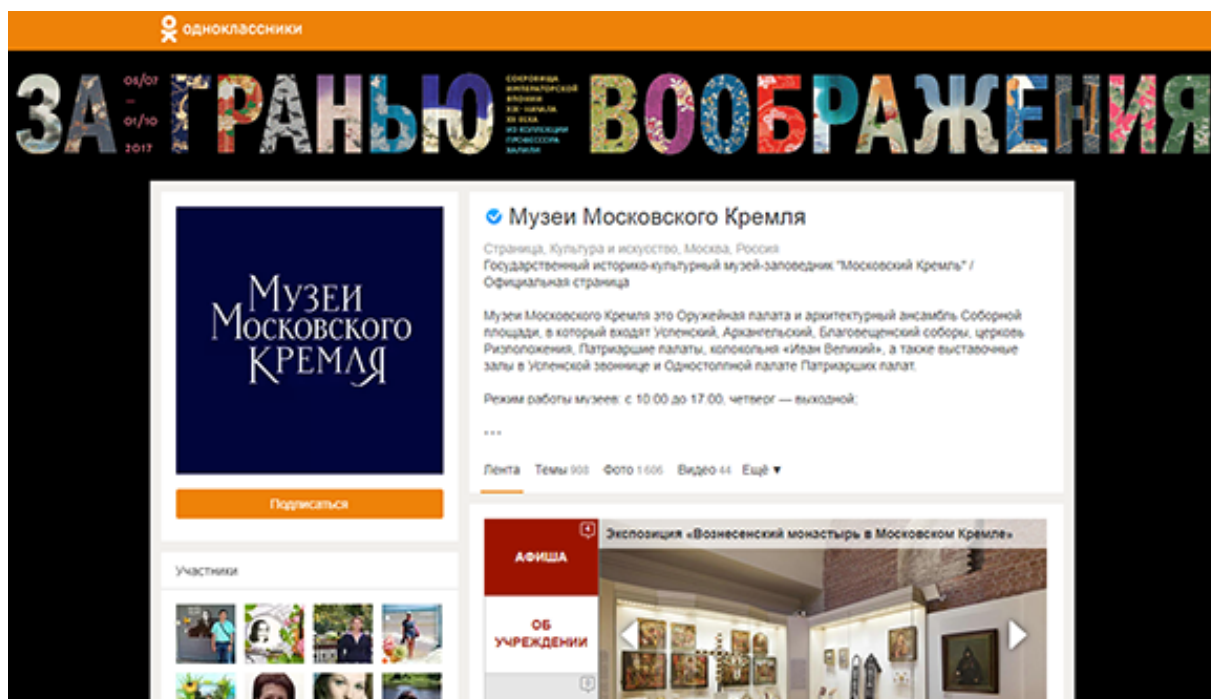 одноклассники
ЗА ГРАНЬЮ ВООБРАЖЕНИЯ
06/07
—
01/10
2017
СОКРОВИЩА
ИМПЕРАТОРСКОЙ
ЯПОНИИ
XIX - НАЧАЛА
XX ВЕКА
ИЗ КОЛЛЕКЦИИ
ПРОФЕССОРА
ХАЛИЛИ
Музеи
Московского
Кремля
Подписаться
Участники
Музеи Московского Кремля
Страница, Культура и искусство, Москва, Россия
Государственный историко-культурный музей-заповедник "Московский Кремль" /
Официальная страница
Музеи Московского Кремля это Оружейная палата и архитектурный ансамбль Соборной
площади, в который входят Успенский, Архангельский, Благовещенский соборы, церковь
Ризположения, Патриаршие палаты, колокольня «Иван Великий», а также выставочные
залы в Успенской звоннице и Одностолпной палате Патриарших палат.
Режим работы музеев: с 10:00 до 17:00, четверг — выходной;
...
Лента Темы 908 Фото 1606 Видео 44 Ещё ▼
4
АФИША
ОБ
УЧРЕЖДЕНИИ
Экспозиция «Вознесенский монастырь в Московском Кремле»